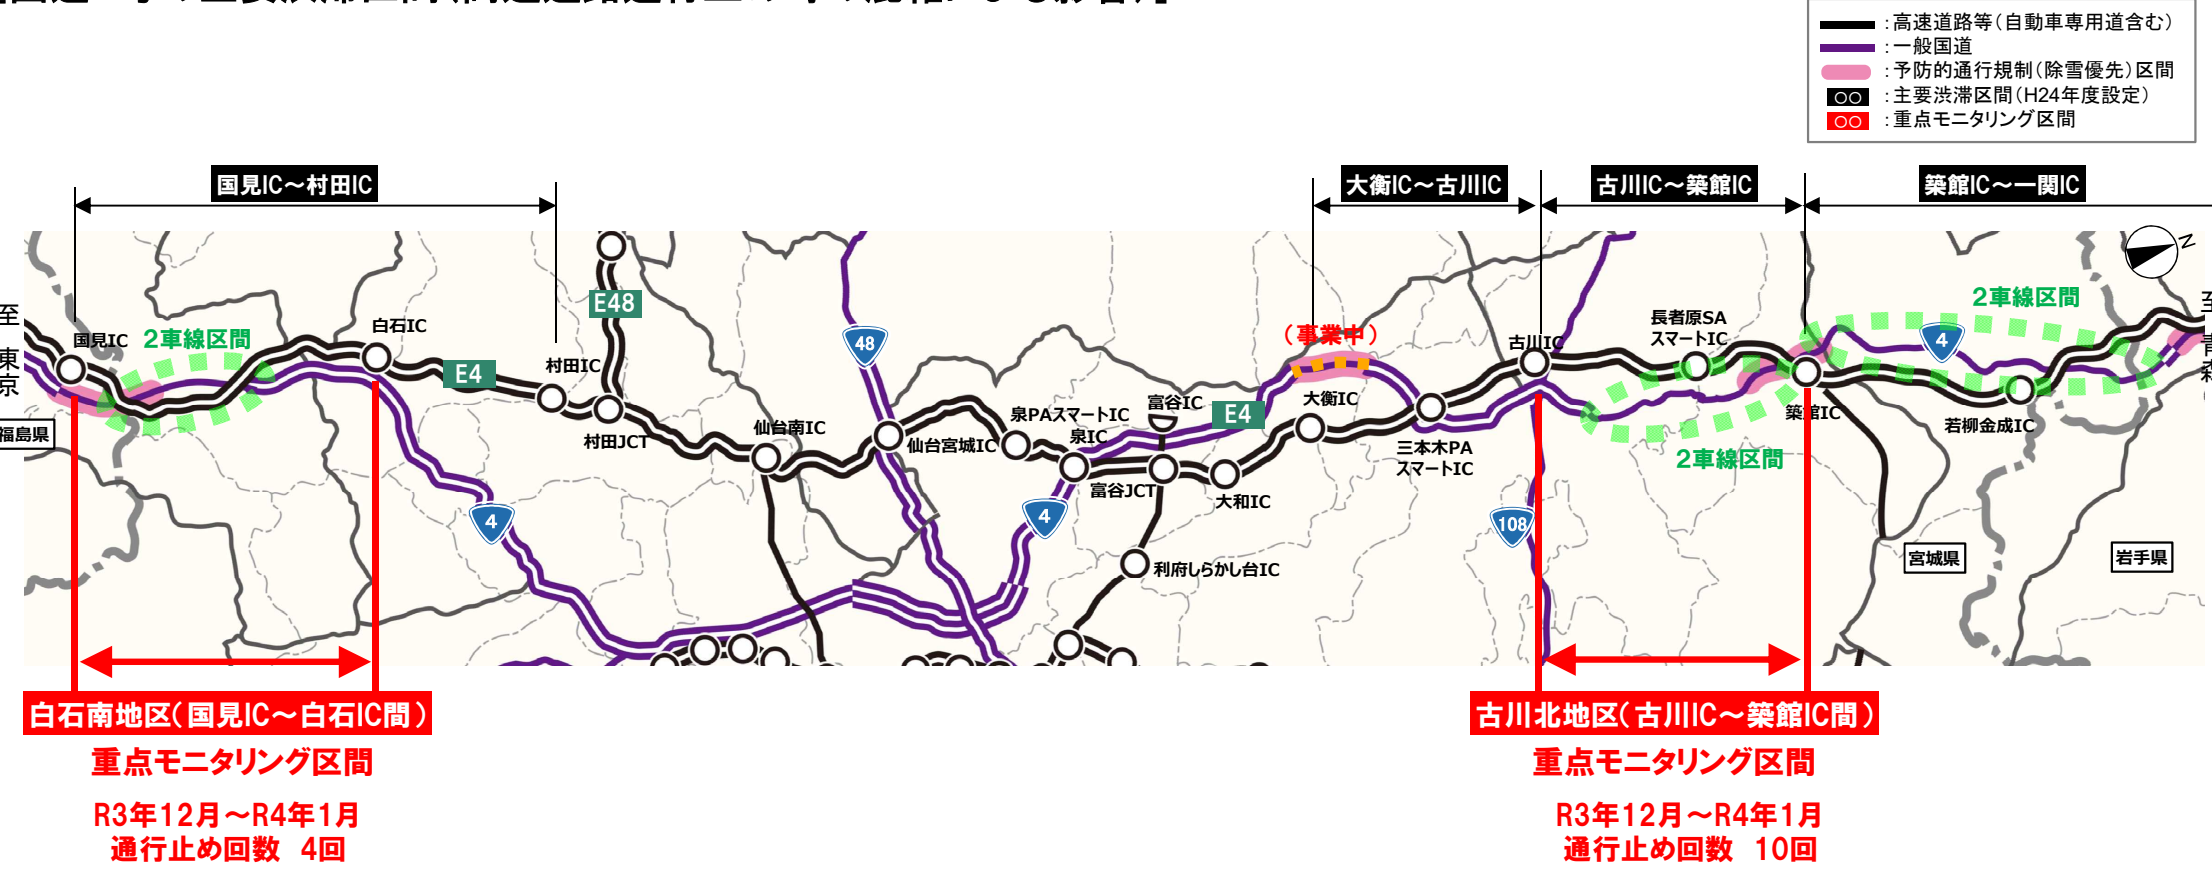 ：高速道路等（自動車専用道含む）
：一般国道
：予防的通行規制（除雪優先）区間
○○ ：主要渋滞区間（H24年度設定）
○○ ：重点モニタリング区間
国見IC～村田IC
大衡IC～古川IC
古川IC～築館IC
築館IC～一関IC
N
至 東京
国見IC
2車線区間
白石IC
E4
村田IC
E48
村田JCT
福島県
4
仙台南IC
48
仙台宮城IC
泉PAスマートIC
泉IC
富谷IC
E4
富谷JCT
大和IC
4
利府しらかし台IC
（事業中）
大衡IC
三本木PA
スマートIC
古川IC
108
長者原SA
スマートIC
2車線区間
築館IC
2車線区間
4
若柳金成IC
宮城県
岩手県
白石南地区（国見IC～白石IC間）
重点モニタリング区間
R3年12月～R4年1月
通行止め回数 4回
古川北地区（古川IC～築館IC間）
重点モニタリング区間
R3年12月～R4年1月
通行止め回数 10回